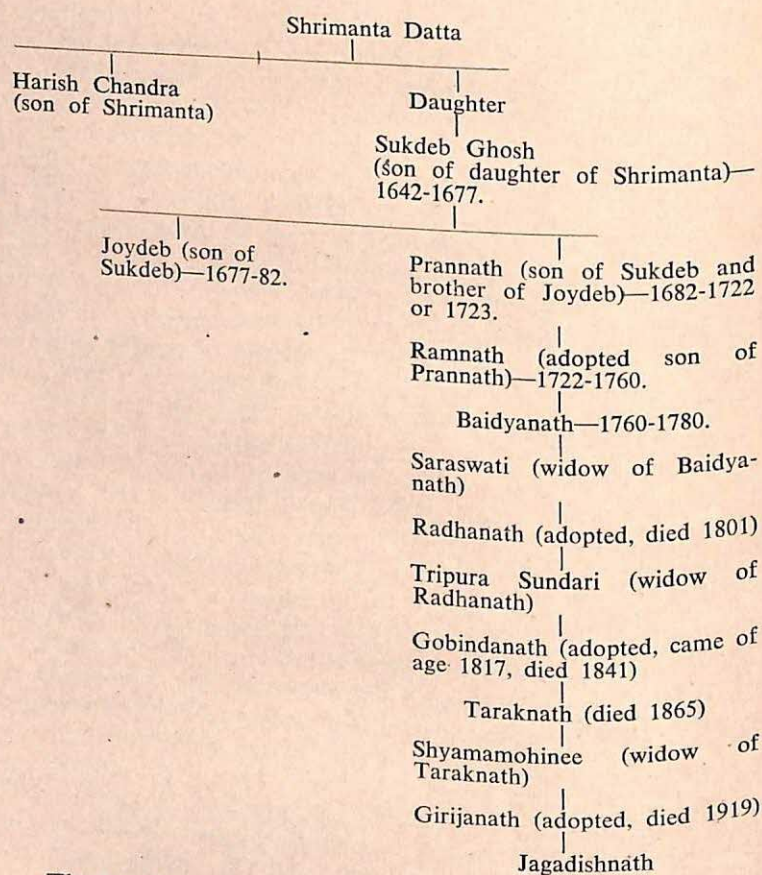 Shrimanta Datta
Harish Chandra
(son of Shrimanta)
Daughter
Sukdeb Ghosh
(son of daughter of Shrimanta)—
1642-1677.
Joydeb (son of
Sukdeb)—1677-82.
Prannath (son of Sukdeb and
brother of Joydeb)—1682-1722
or 1723.
Ramnath (adopted son of
Prannath)—1722-1760.
Baidyanath—1760-1780.
Saraswati (widow of Baidya-
nath)
Radhanath (adopted, died 1801)
Tripura Sundari (widow of
Radhanath)
Gobindanath (adopted, came of
age 1817, died 1841)
Taraknath (died 1865)
Shyamamohinee (widow of
Taraknath)
Girijanath (adopted, died 1919)
Jagadishnath